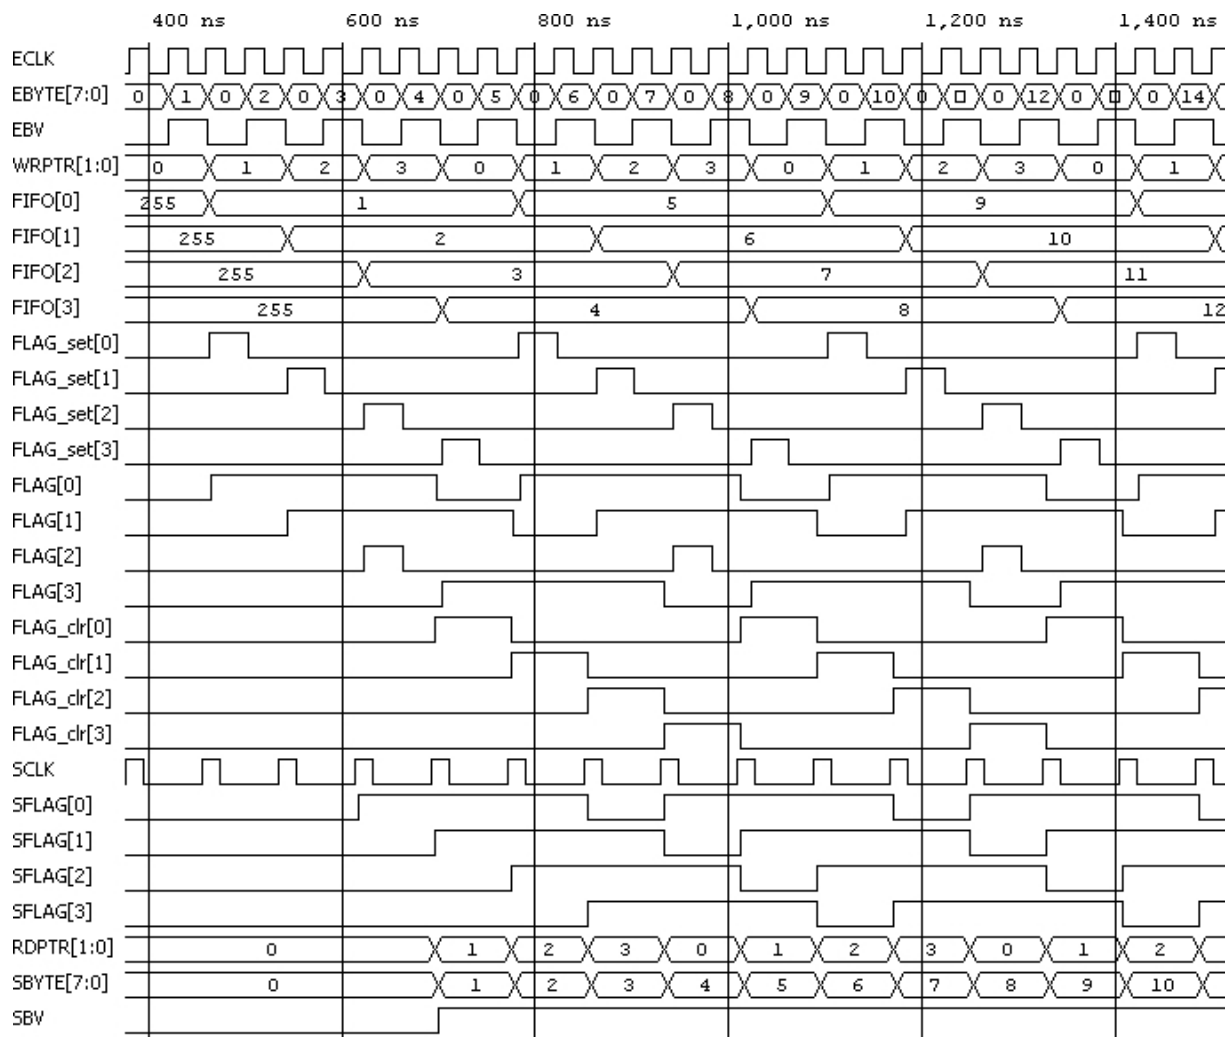 400 ns 600 ns 800 ns 1,000 ns 1,200 ns 1,400 ns
ECLK
EBYTE[7:0] 0 1 0 2 0 3 0 4 0 5 0 6 0 7 0 8 0 9 0 10 0 0 12 0 0 14
EBV
WRPTR[1:0] 0 1 2 3 0 1 2 3 0 1 2 3 0 1
FIFO[0] 255 1 5 9
FIFO[1] 255 2 6 10
FIFO[2] 255 3 7 11
FIFO[3] 255 4 8 12
FLAG_set[0]
FLAG_set[1]
FLAG_set[2]
FLAG_set[3]
FLAG[0]
FLAG[1]
FLAG[2]
FLAG[3]
FLAG_clr[0]
FLAG_clr[1]
FLAG_clr[2]
FLAG_clr[3]
SCLK
SFLAG[0]
SFLAG[1]
SFLAG[2]
SFLAG[3]
RDPTR[1:0] 0 1 2 3 0 1 2 3 0 1 2
SBYTE[7:0] 0 1 2 3 4 5 6 7 8 9 10
SBV